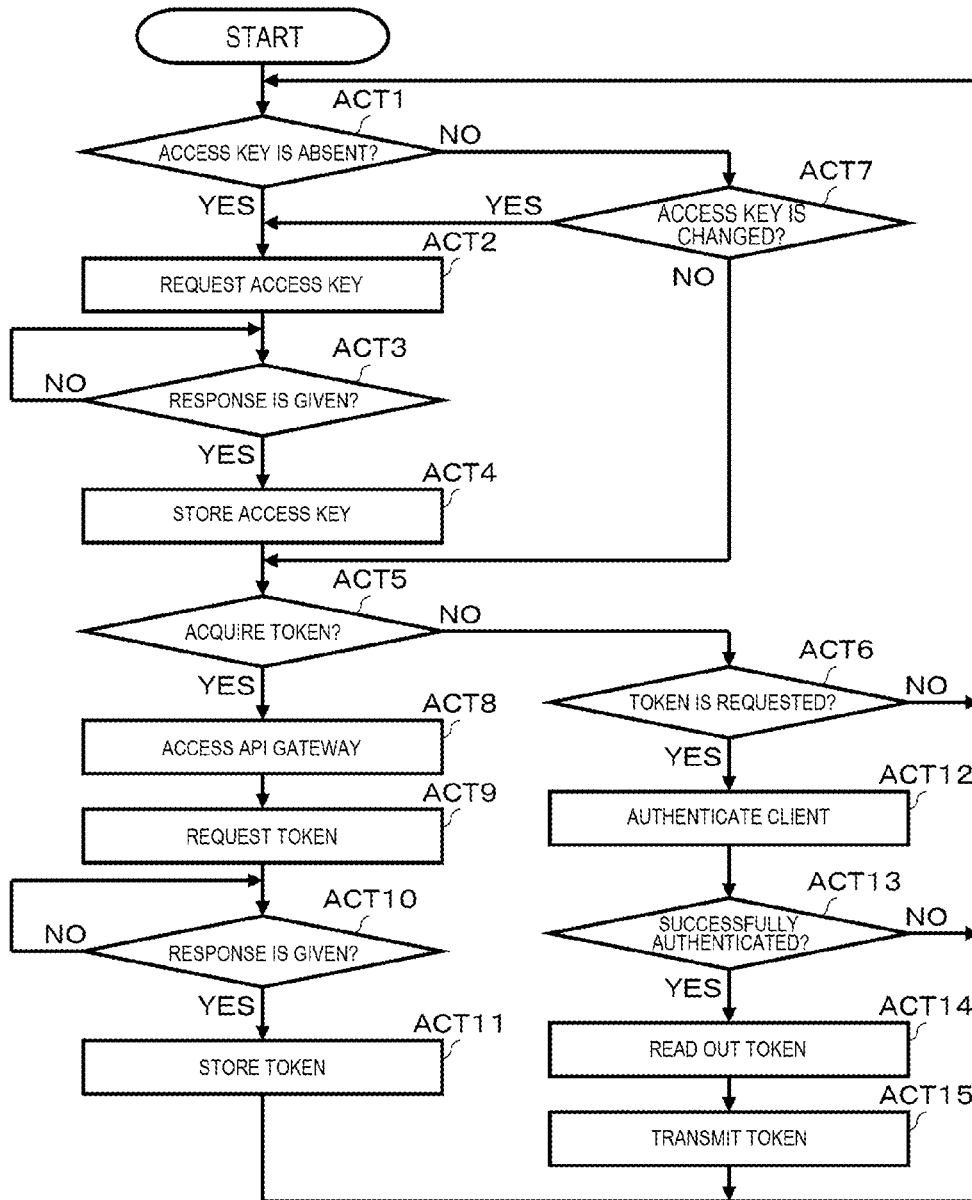 START
ACT1
ACCESS KEY IS ABSENT?
NO
YES
ACT7
ACCESS KEY IS
CHANGED?
YES
NO
ACT2
REQUEST ACCESS KEY
ACT3
RESPONSE IS GIVEN?
NO
YES
ACT4
STORE ACCESS KEY
ACT5
ACQUIRE TOKEN?
NO
YES
ACT6
TOKEN IS REQUESTED?
NO
YES
ACT8
ACCESS API GATEWAY
ACT9
REQUEST TOKEN
ACT10
RESPONSE IS GIVEN?
NO
YES
ACT11
STORE TOKEN
ACT12
AUTHENTICATE CLIENT
ACT13
SUCCESSFULLY
AUTHENTICATED?
NO
YES
ACT14
READ OUT TOKEN
ACT15
TRANSMIT TOKEN